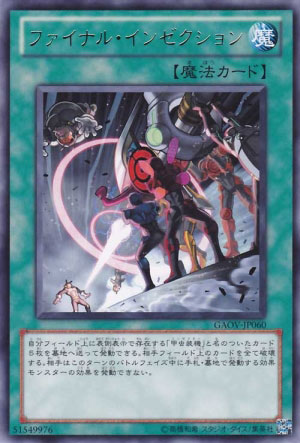 ファイナル・インゼクション
魔
【魔法カード】
GAOV-JP060
自分フィールド上に表側表示で存在する「甲虫装機」と名のついたカード
５枚を墓地へ送って発動できる。相手フィールド上のカードを全て破壊
する。相手はこのターンのバトルフェイズ中に手札・墓地で発動する効果
モンスターの効果を発動できない。
51549976
©高橋和希 スタジオ・ダイス/集英社